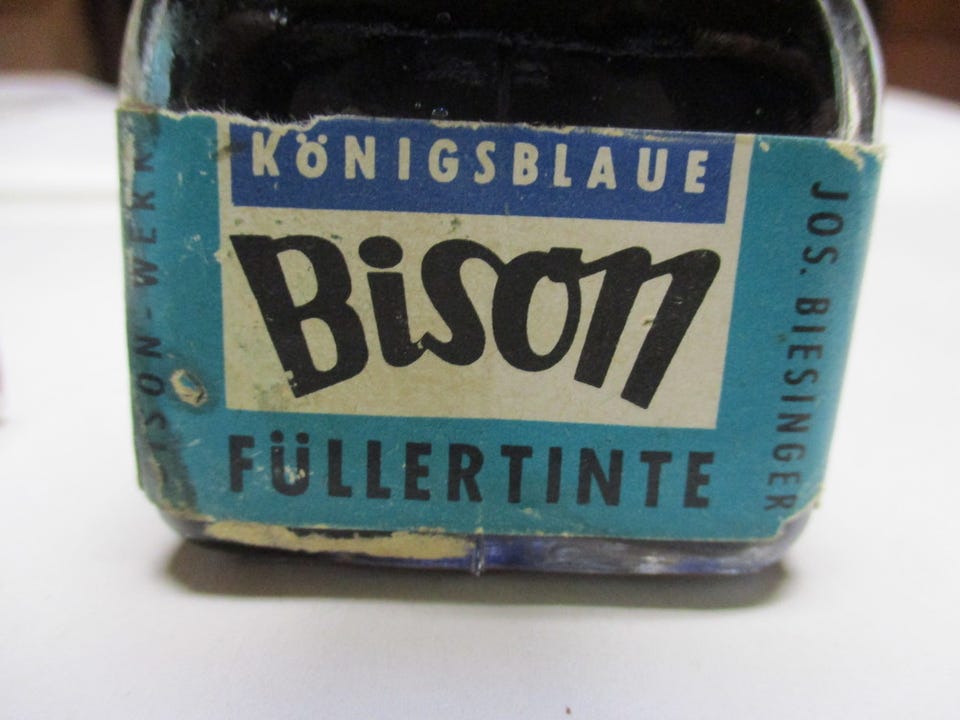 KÖNIGSBLAUE
Bison
FÜLLERTINTE
JOS. BIESINGER